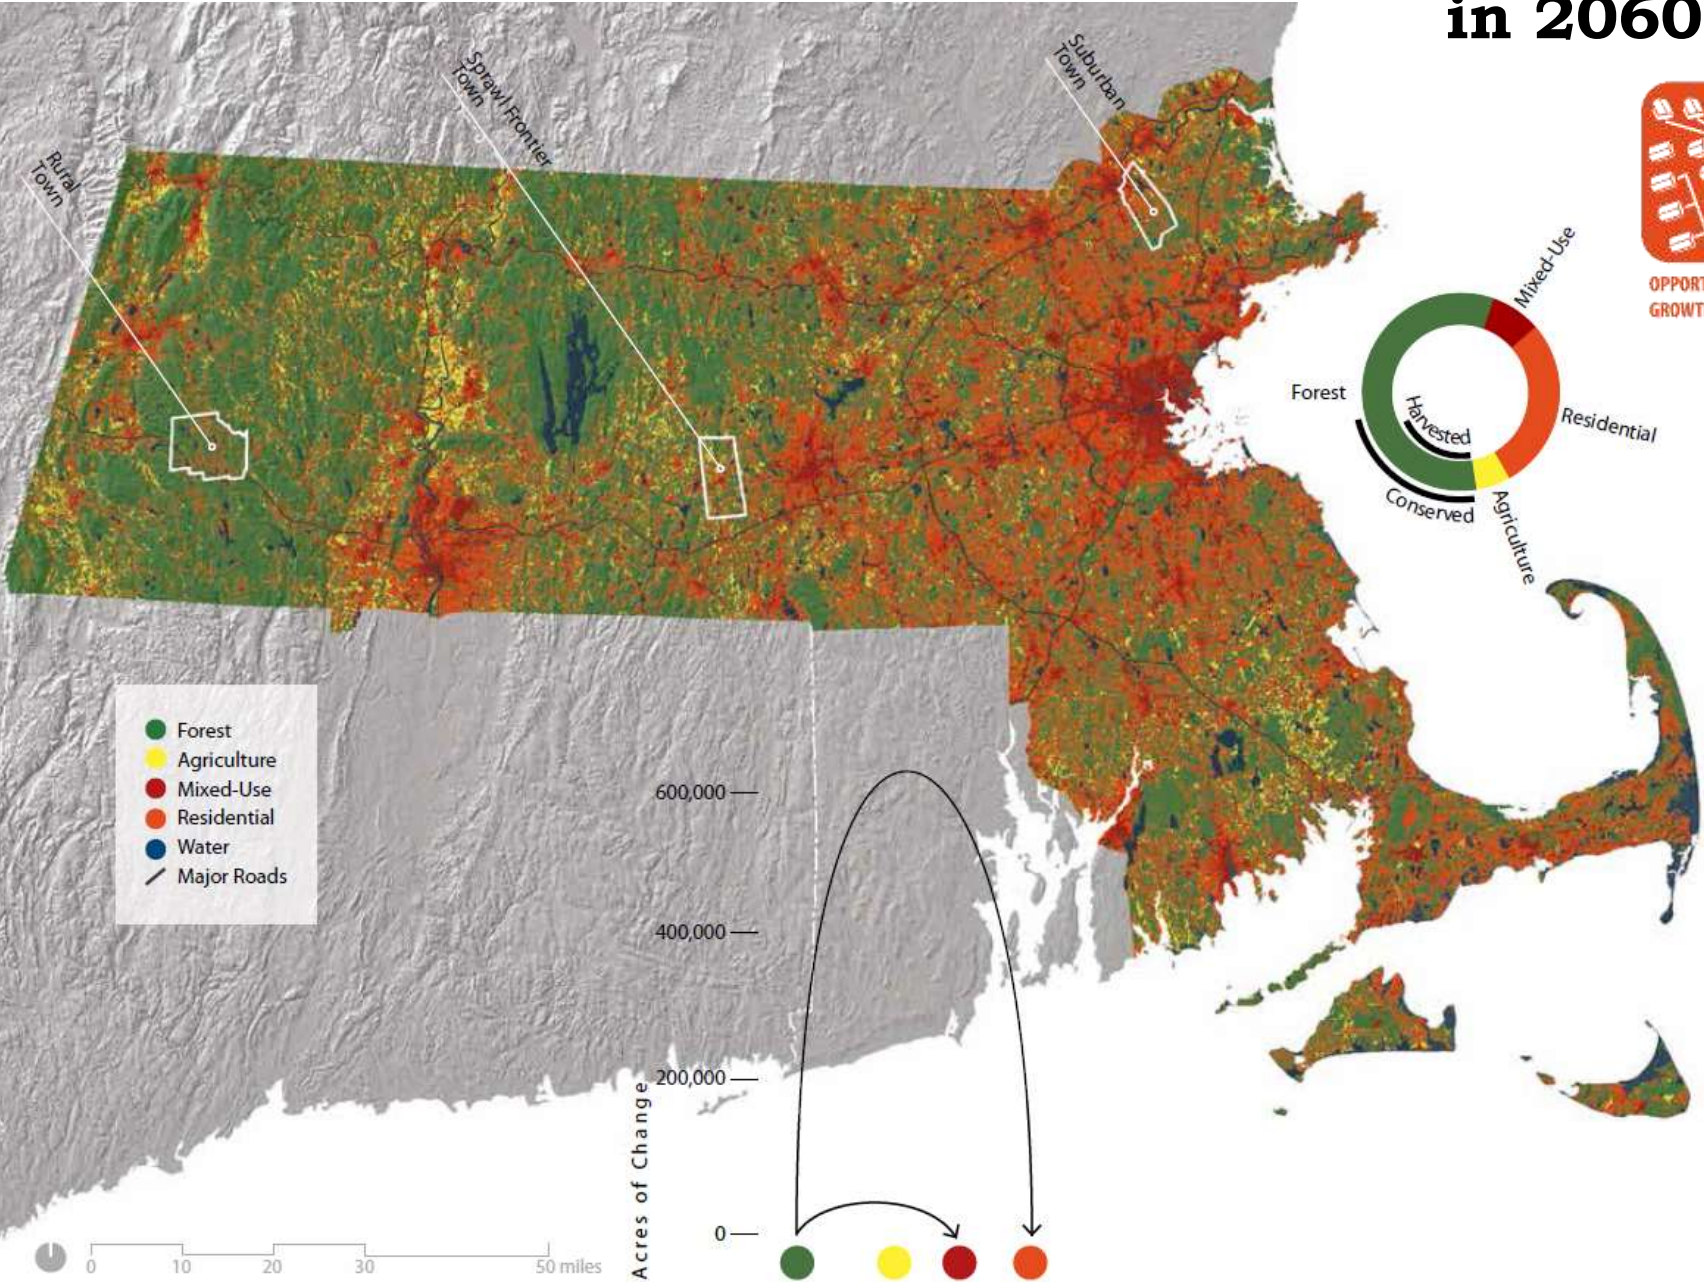 in 2060
Suburban
Town
Sprawl Frontier
Town
Rural
Town
OPPORT
GROWT
Mixed-Use
Forest
Harvested
Residential
Conserved
Agriculture
Forest
Agriculture
Mixed-Use
Residential
Water
Major Roads
600,000
400,000
200,000
0
Acres of Change
0 10 20 30 50 miles